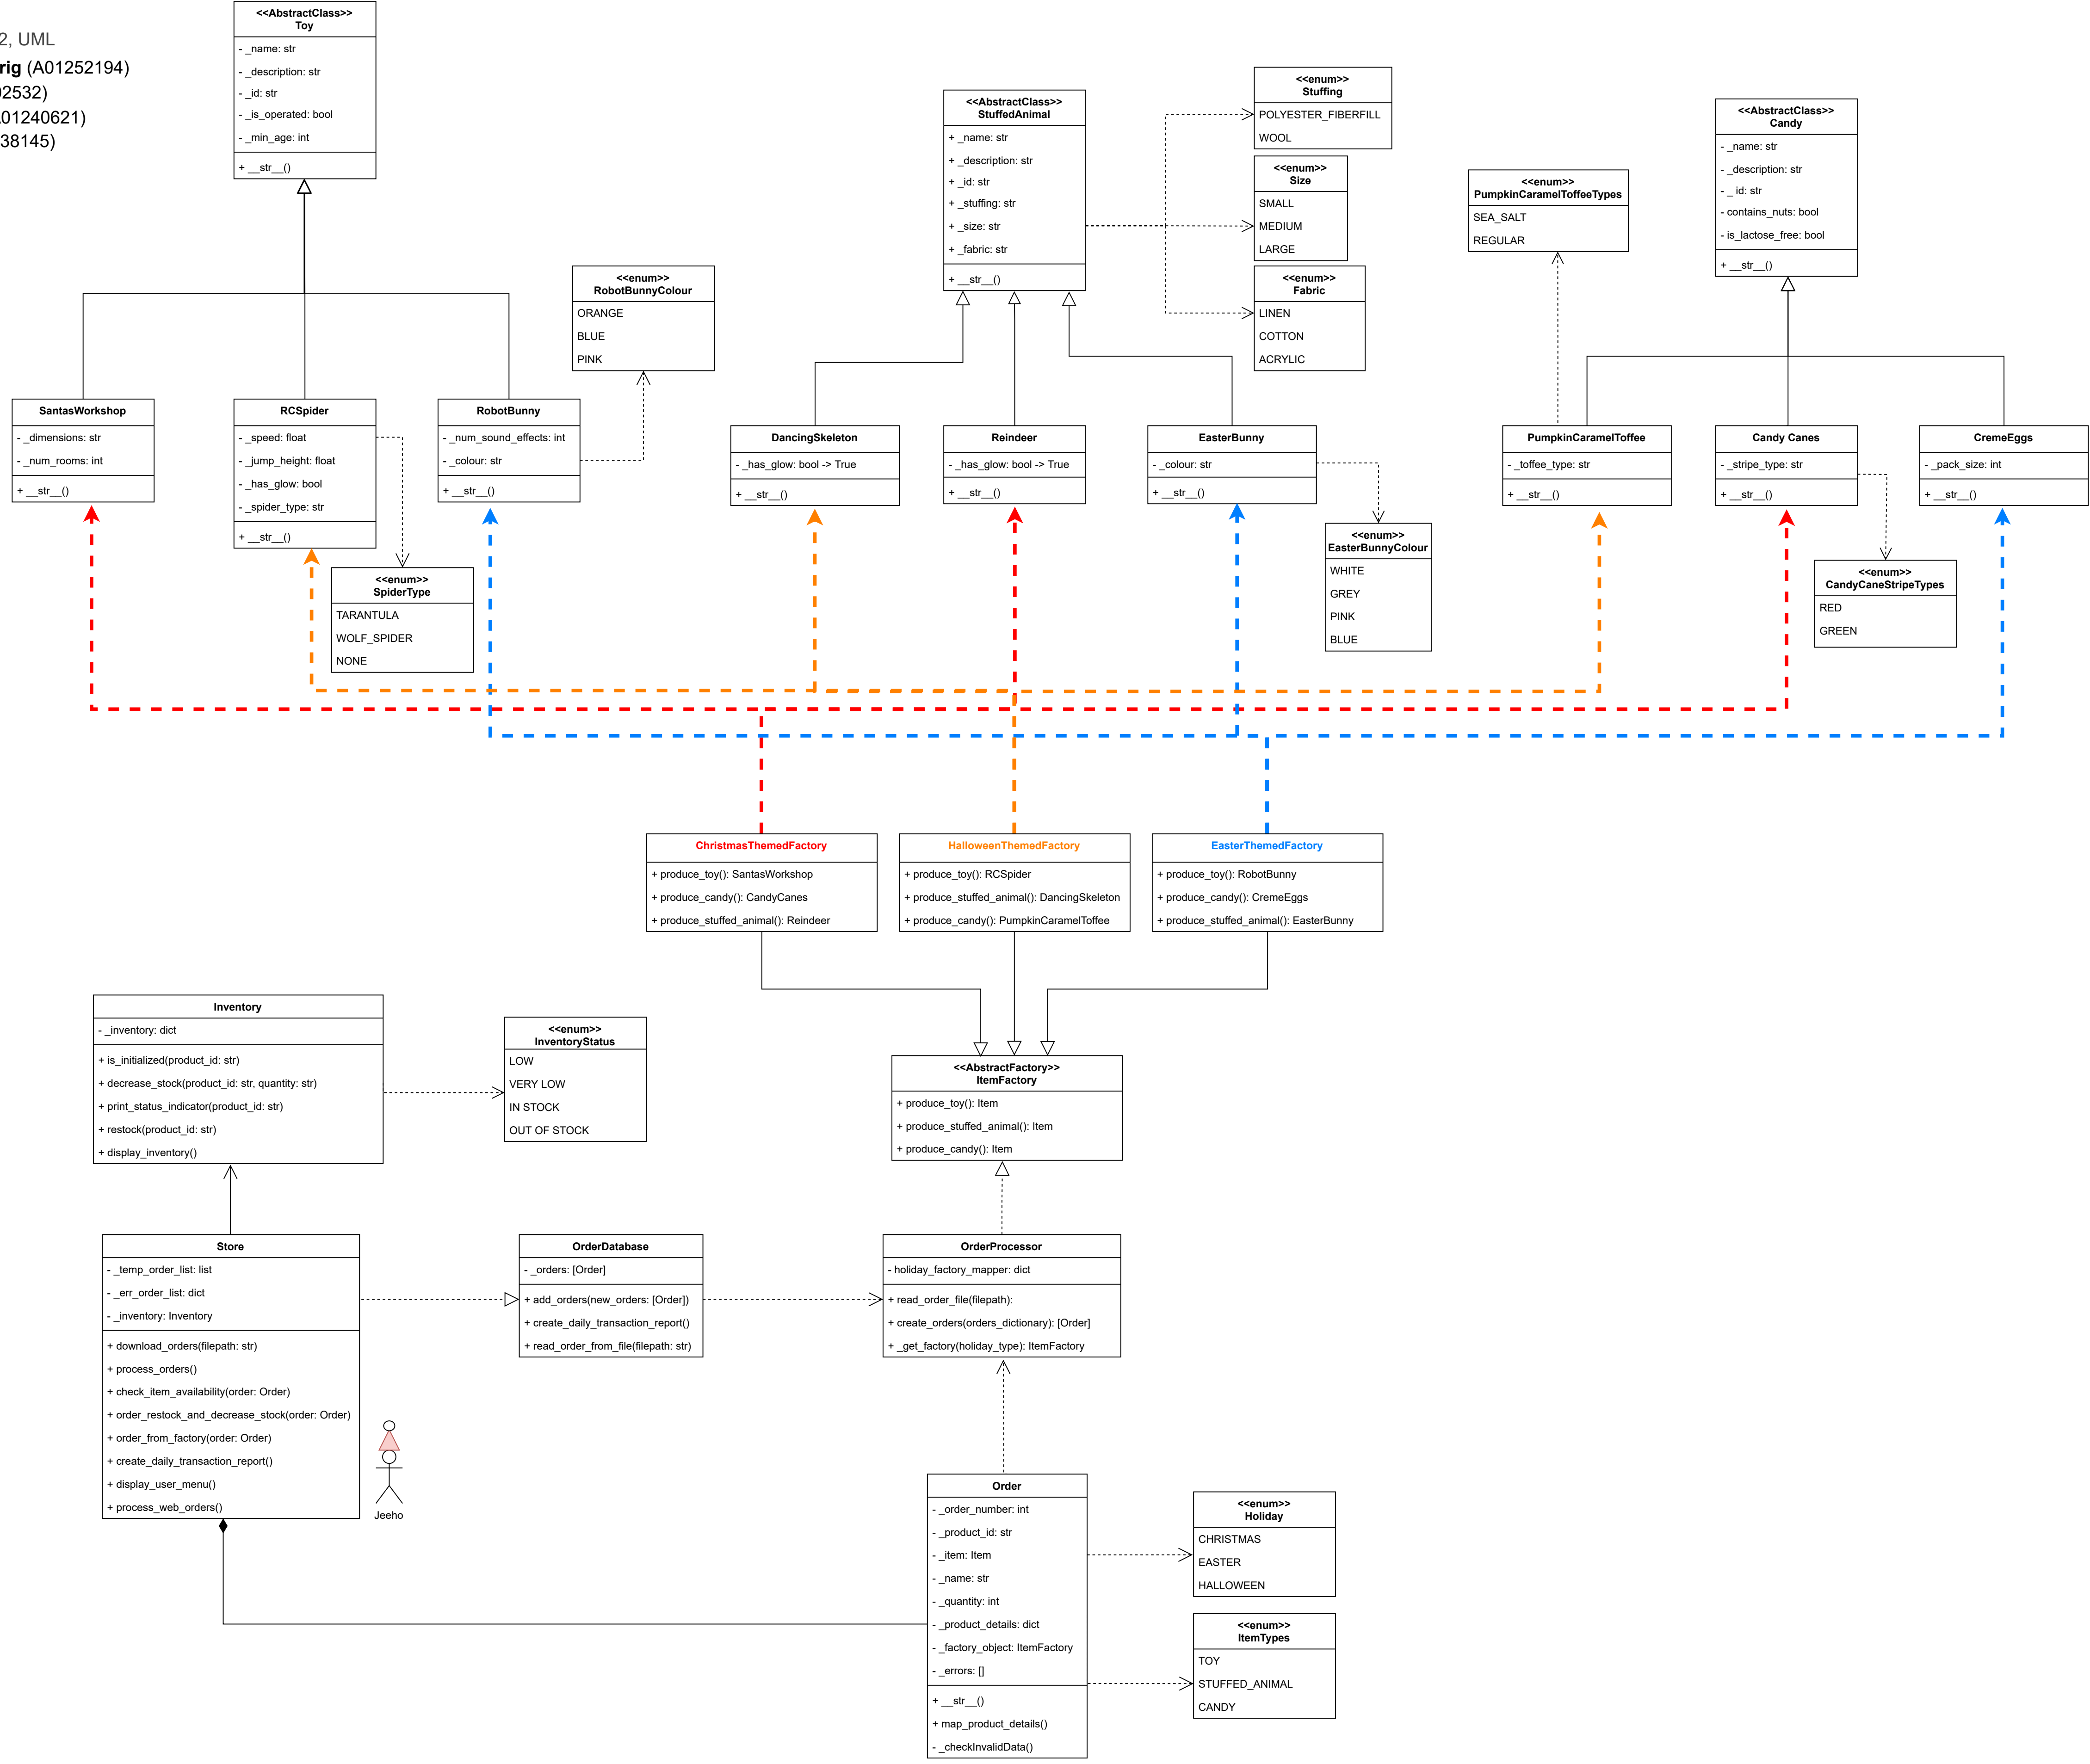 2, UML
rig (A01252194)
02532)
A01240621)
38145)
<<AbstractClass>>
Toy
- _name: str
- _description: str
- _id: str
- _is_operated: bool
- _min_age: int
+ __str__()
<<AbstractClass>>
StuffedAnimal
+ _name: str
+ _description: str
+ _id: str
+ _stuffing: str
+ _size: str
+ _fabric: str
+ __str__()
<<enum>>
Stuffing
POLYESTER_FIBERFILL
WOOL
<<enum>>
Size
SMALL
MEDIUM
LARGE
<<enum>>
Fabric
LINEN
COTTON
ACRYLIC
<<enum>>
PumpkinCaramelToffeeTypes
SEA_SALT
REGULAR
<<AbstractClass>>
Candy
- _name: str
- _description: str
- _ id: str
- contains_nuts: bool
- is_lactose_free: bool
+ __str__()
<<enum>>
RobotBunnyColour
ORANGE
BLUE
PINK
SantasWorkshop
- _dimensions: str
- _num_rooms: int
+ __str__()
RCSpider
- _speed: float
- _jump_height: float
- _has_glow: bool
- _spider_type: str
+ __str__()
RobotBunny
- _num_sound_effects: int
- _colour: str
+ __str__()
DancingSkeleton
- _has_glow: bool -> True
+ __str__()
Reindeer
- _has_glow: bool -> True
+ __str__()
EasterBunny
- _colour: str
+ __str__()
PumpkinCaramelToffee
- _toffee_type: str
+ __str__()
Candy Canes
- _stripe_type: str
+ __str__()
CremeEggs
- _pack_size: int
+ __str__()
<<enum>>
SpiderType
TARANTULA
WOLF_SPIDER
NONE
<<enum>>
EasterBunnyColour
WHITE
GREY
PINK
BLUE
<<enum>>
CandyCaneStripeTypes
RED
GREEN
ChristmasThemedFactory
+ produce_toy(): SantasWorkshop
+ produce_candy(): CandyCanes
+ produce_stuffed_animal(): Reindeer
HalloweenThemedFactory
+ produce_toy(): RCSpider
+ produce_stuffed_animal(): DancingSkeleton
+ produce_candy(): PumpkinCaramelToffee
EasterThemedFactory
+ produce_toy(): RobotBunny
+ produce_candy(): CremeEggs
+ produce_stuffed_animal(): EasterBunny
Inventory
- _inventory: dict
+ is_initialized(product_id: str)
+ decrease_stock(product_id: str, quantity: str)
+ print_status_indicator(product_id: str)
+ restock(product_id: str)
+ display_inventory()
<<enum>>
InventoryStatus
LOW
VERY LOW
IN STOCK
OUT OF STOCK
<<AbstractFactory>>
ItemFactory
+ produce_toy(): Item
+ produce_stuffed_animal(): Item
+ produce_candy(): Item
Store
- _temp_order_list: list
- _err_order_list: dict
- _inventory: Inventory
+ download_orders(filepath: str)
+ process_orders()
+ check_item_availability(order: Order)
+ order_restock_and_decrease_stock(order: Order)
+ order_from_factory(order: Order)
+ create_daily_transaction_report()
+ display_user_menu()
+ process_web_orders()
OrderDatabase
- _orders: [Order]
+ add_orders(new_orders: [Order])
+ create_daily_transaction_report()
+ read_order_from_file(filepath: str)
OrderProcessor
- holiday_factory_mapper: dict
+ read_order_file(filepath):
+ create_orders(orders_dictionary): [Order]
+ _get_factory(holiday_type): ItemFactory
Jeeho
Order
- _order_number: int
- _product_id: str
- _item: Item
- _name: str
- _quantity: int
- _product_details: dict
- _factory_object: ItemFactory
- _errors: []
+ __str__()
+ map_product_details()
- _checkInvalidData()
<<enum>>
Holiday
CHRISTMAS
EASTER
HALLOWEEN
<<enum>>
ItemTypes
TOY
STUFFED_ANIMAL
CANDY